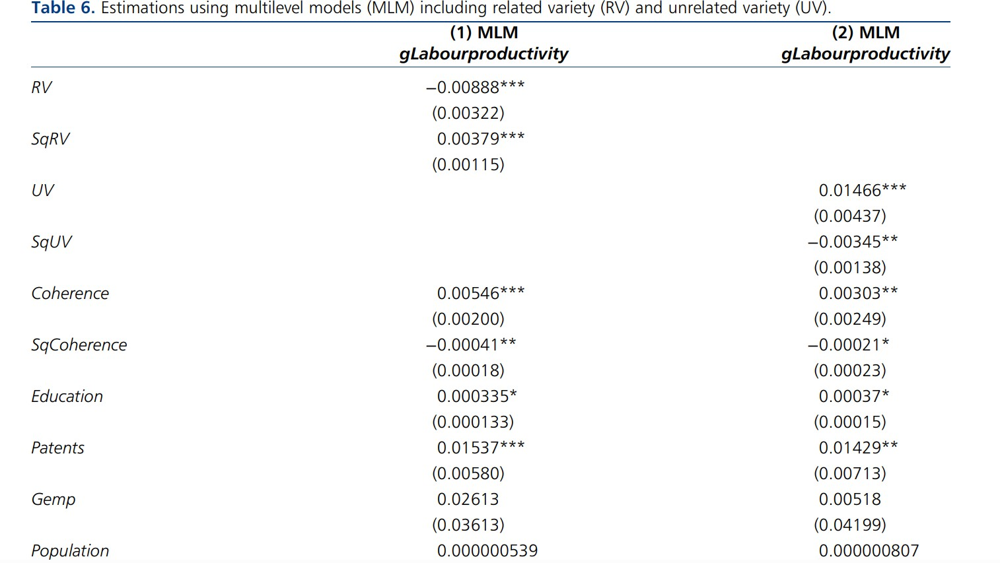 Table 6. Estimations using multilevel models (MLM) including related variety (RV) and unrelated variety (UV).
(1) MLM (2) MLM
gLabourproductivity gLabourproductivity
RV −0.00888***
(0.00322)
SqRV 0.00379***
(0.00115)
UV 0.01466***
(0.00437)
SqUV −0.00345**
(0.00138)
Coherence 0.00546*** 0.00303**
(0.00200) (0.00249)
SqCoherence −0.00041** −0.00021*
(0.00018) (0.00023)
Education 0.000335* 0.00037*
(0.000133) (0.00015)
Patents 0.01537*** 0.01429**
(0.00580) (0.00713)
Gemp 0.02613 0.00518
(0.03613) (0.04199)
Population 0.000000539 0.000000807